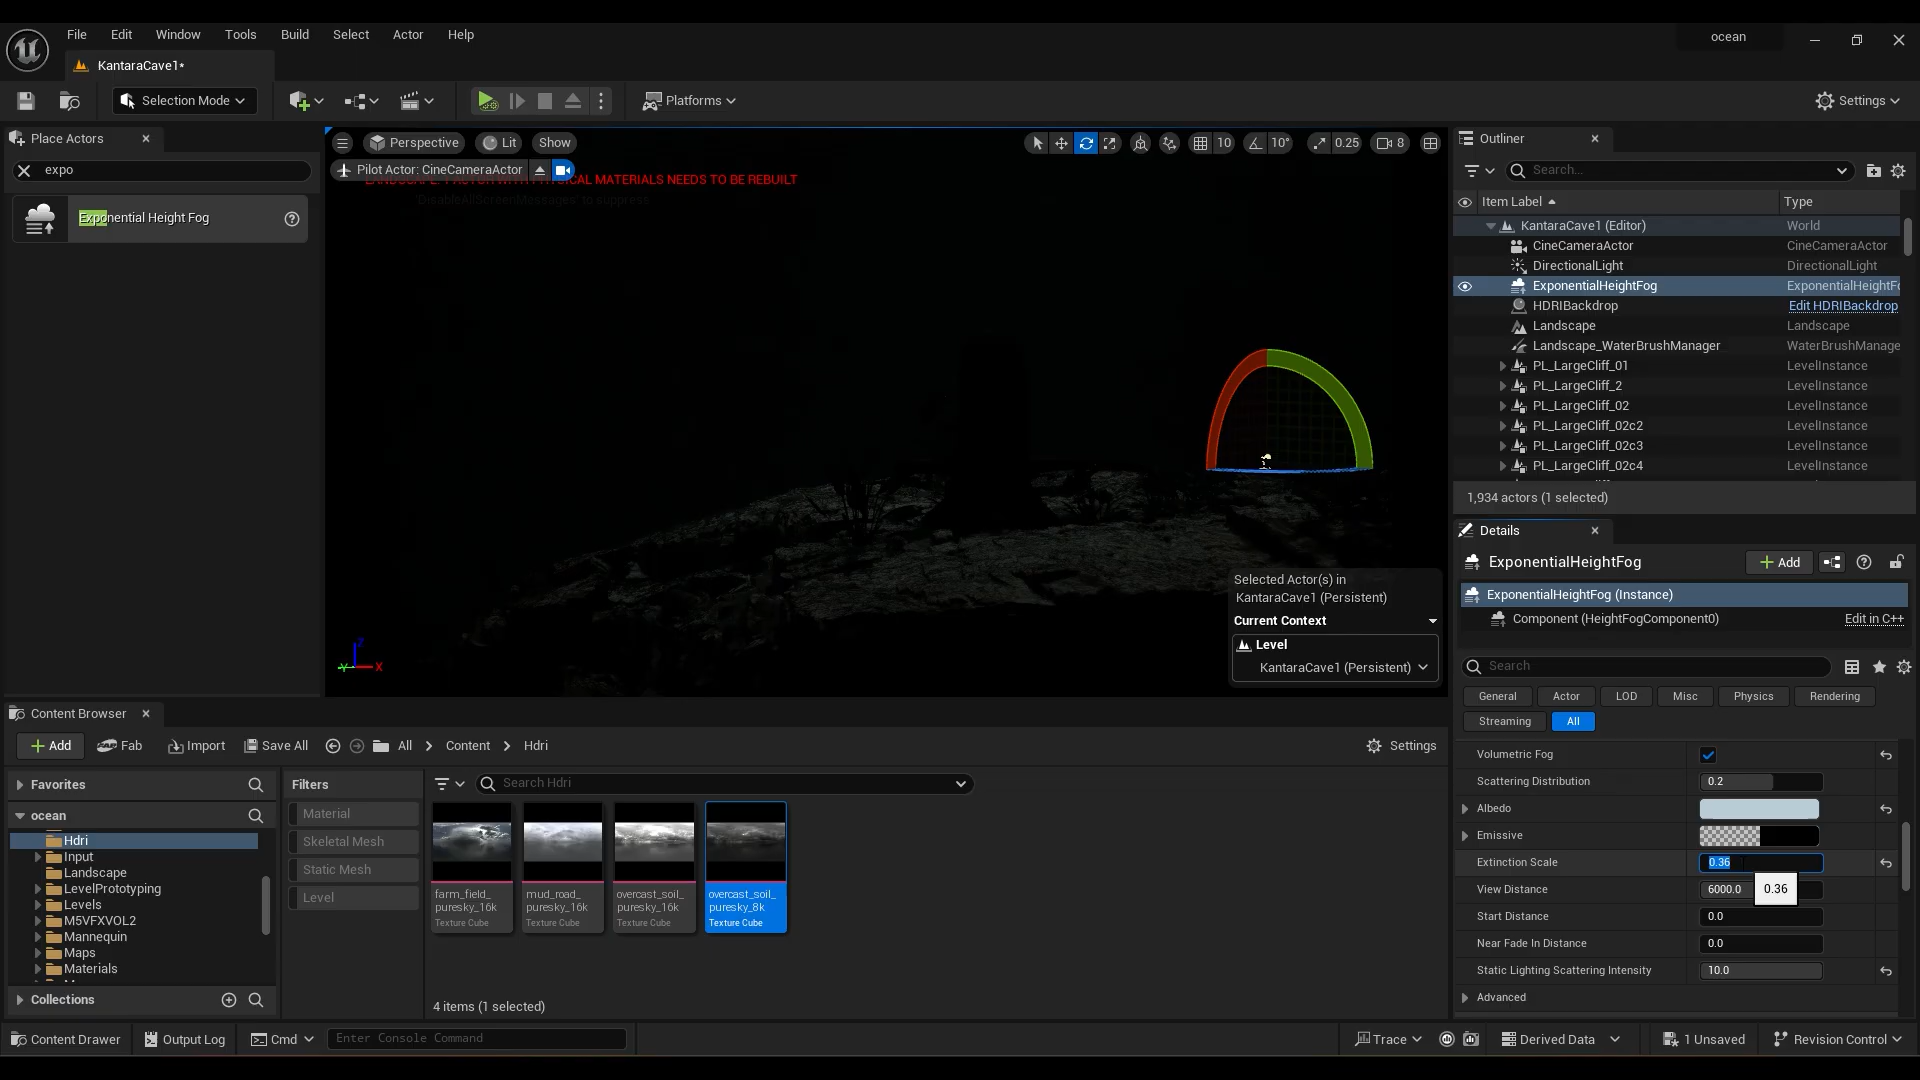 File Edit Window Tools Build Select Actor Help
ocean
KantaraCave1*
Selection Mode
Platforms
Settings
Place Actors
expo
Exponential Height Fog
Perspective
Lit
Show
10
10°
0.25
8
Pilot Actor: CineCameraActor
MATERIALS NEEDS TO BE REBUILT
'DisableAllScreenMessages' to suppress
Selected Actor(s) in
KantaraCave1 (Persistent)
Current Context
Level
KantaraCave1 (Persistent)
Z
Y
X
Outliner
Search...
Item Label
Type
KantaraCave1 (Editor) World
CineCameraActor CineCameraActor
DirectionalLight DirectionalLight
ExponentialHeightFog ExponentialHeightFo
HDRIBackdrop Edit HDRIBackdrop
Landscape Landscape
Landscape_WaterBrushManager WaterBrushManage
PL_LargeCliff_01 LevelInstance
PL_LargeCliff_2 LevelInstance
PL_LargeCliff_02 LevelInstance
PL_LargeCliff_02c2 LevelInstance
PL_LargeCliff_02c3 LevelInstance
PL_LargeCliff_02c4 LevelInstance
1,934 actors (1 selected)
Details
ExponentialHeightFog
Add
ExponentialHeightFog (Instance)
Component (HeightFogComponent0) Edit in C++
Search
General Actor LOD Misc Physics Rendering
Streaming All
Volumetric Fog
Scattering Distribution 0.2
Albedo
Emissive
Extinction Scale 0.36
View Distance 6000.0
0.36
Start Distance 0.0
Near Fade In Distance 0.0
Static Lighting Scattering Intensity 10.0
Advanced
Content Browser
Add Fab Import Save All All Content Hdri
Settings
Favorites
ocean
Hdri
Input
Landscape
LevelPrototyping
Levels
M5VFXVOL2
Mannequin
Maps
Materials
Collections
Filters
Material
Skeletal Mesh
Static Mesh
Level
Search Hdri
farm_field_
puresky_16k
Texture Cube
mud_road_
puresky_16k
Texture Cube
overcast_soil_
puresky_16k
Texture Cube
overcast_soil_
puresky_8k
Texture Cube
4 items (1 selected)
Content Drawer Output Log Cmd Enter Console Command
Trace Derived Data 1 Unsaved Revision Control